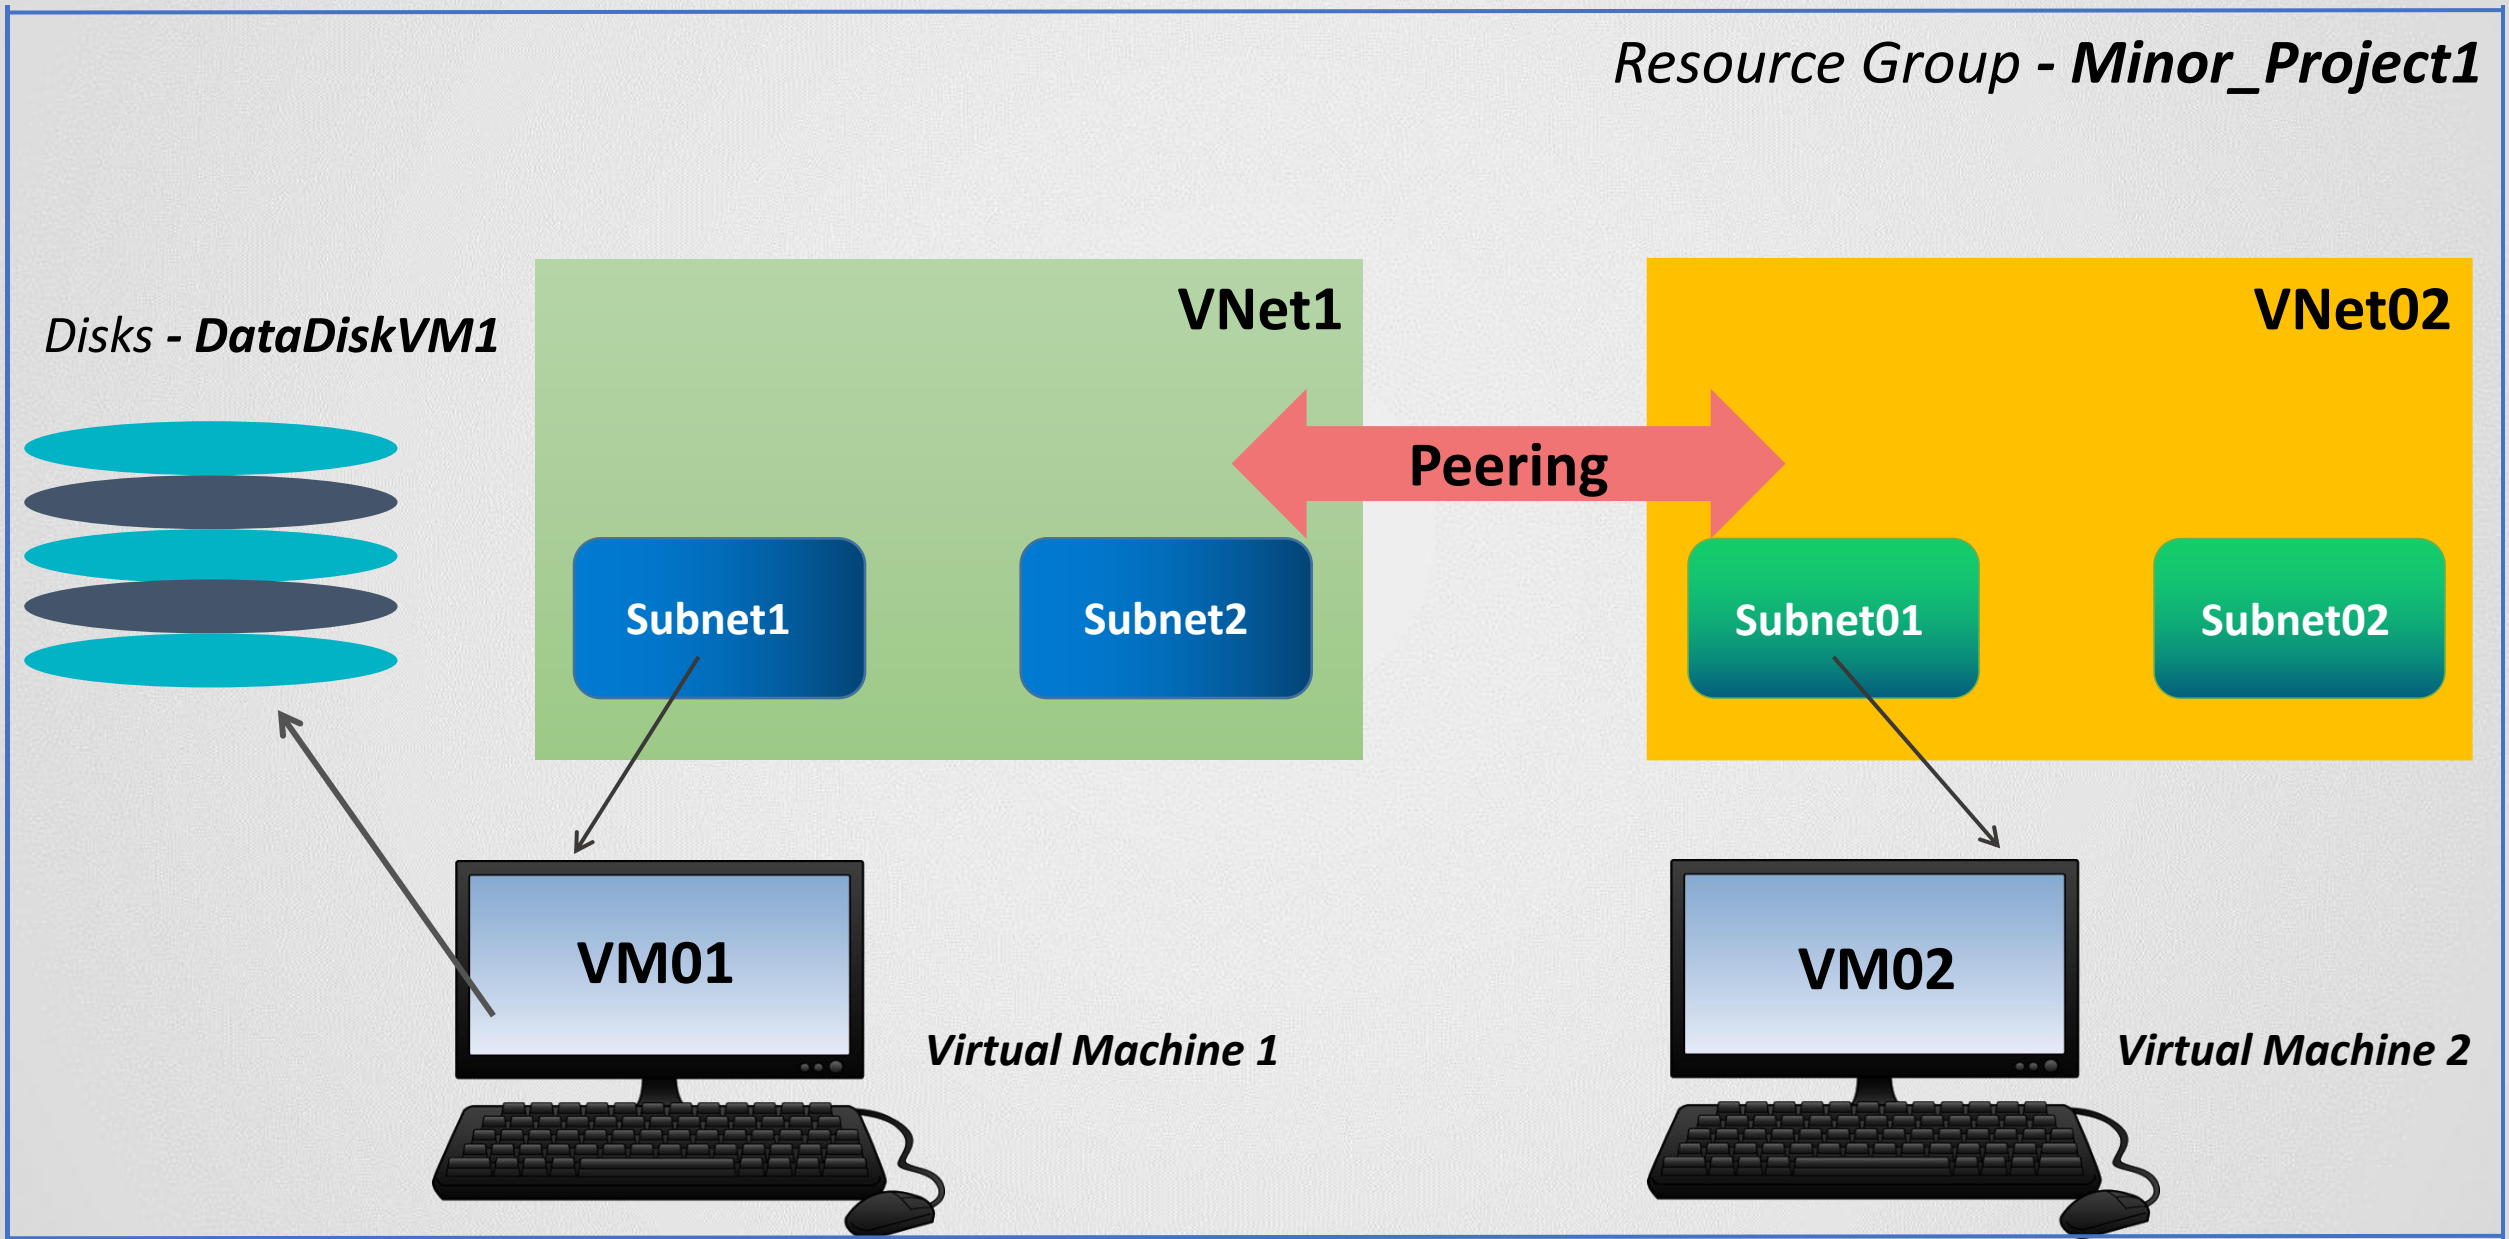 Resource Group - Minor_Project1
VNet1
VNet02
Disks - DataDiskVM1
Peering
Subnet1
Subnet2
Subnet01
Subnet02
VM01
VM02
Virtual Machine 1
Virtual Machine 2